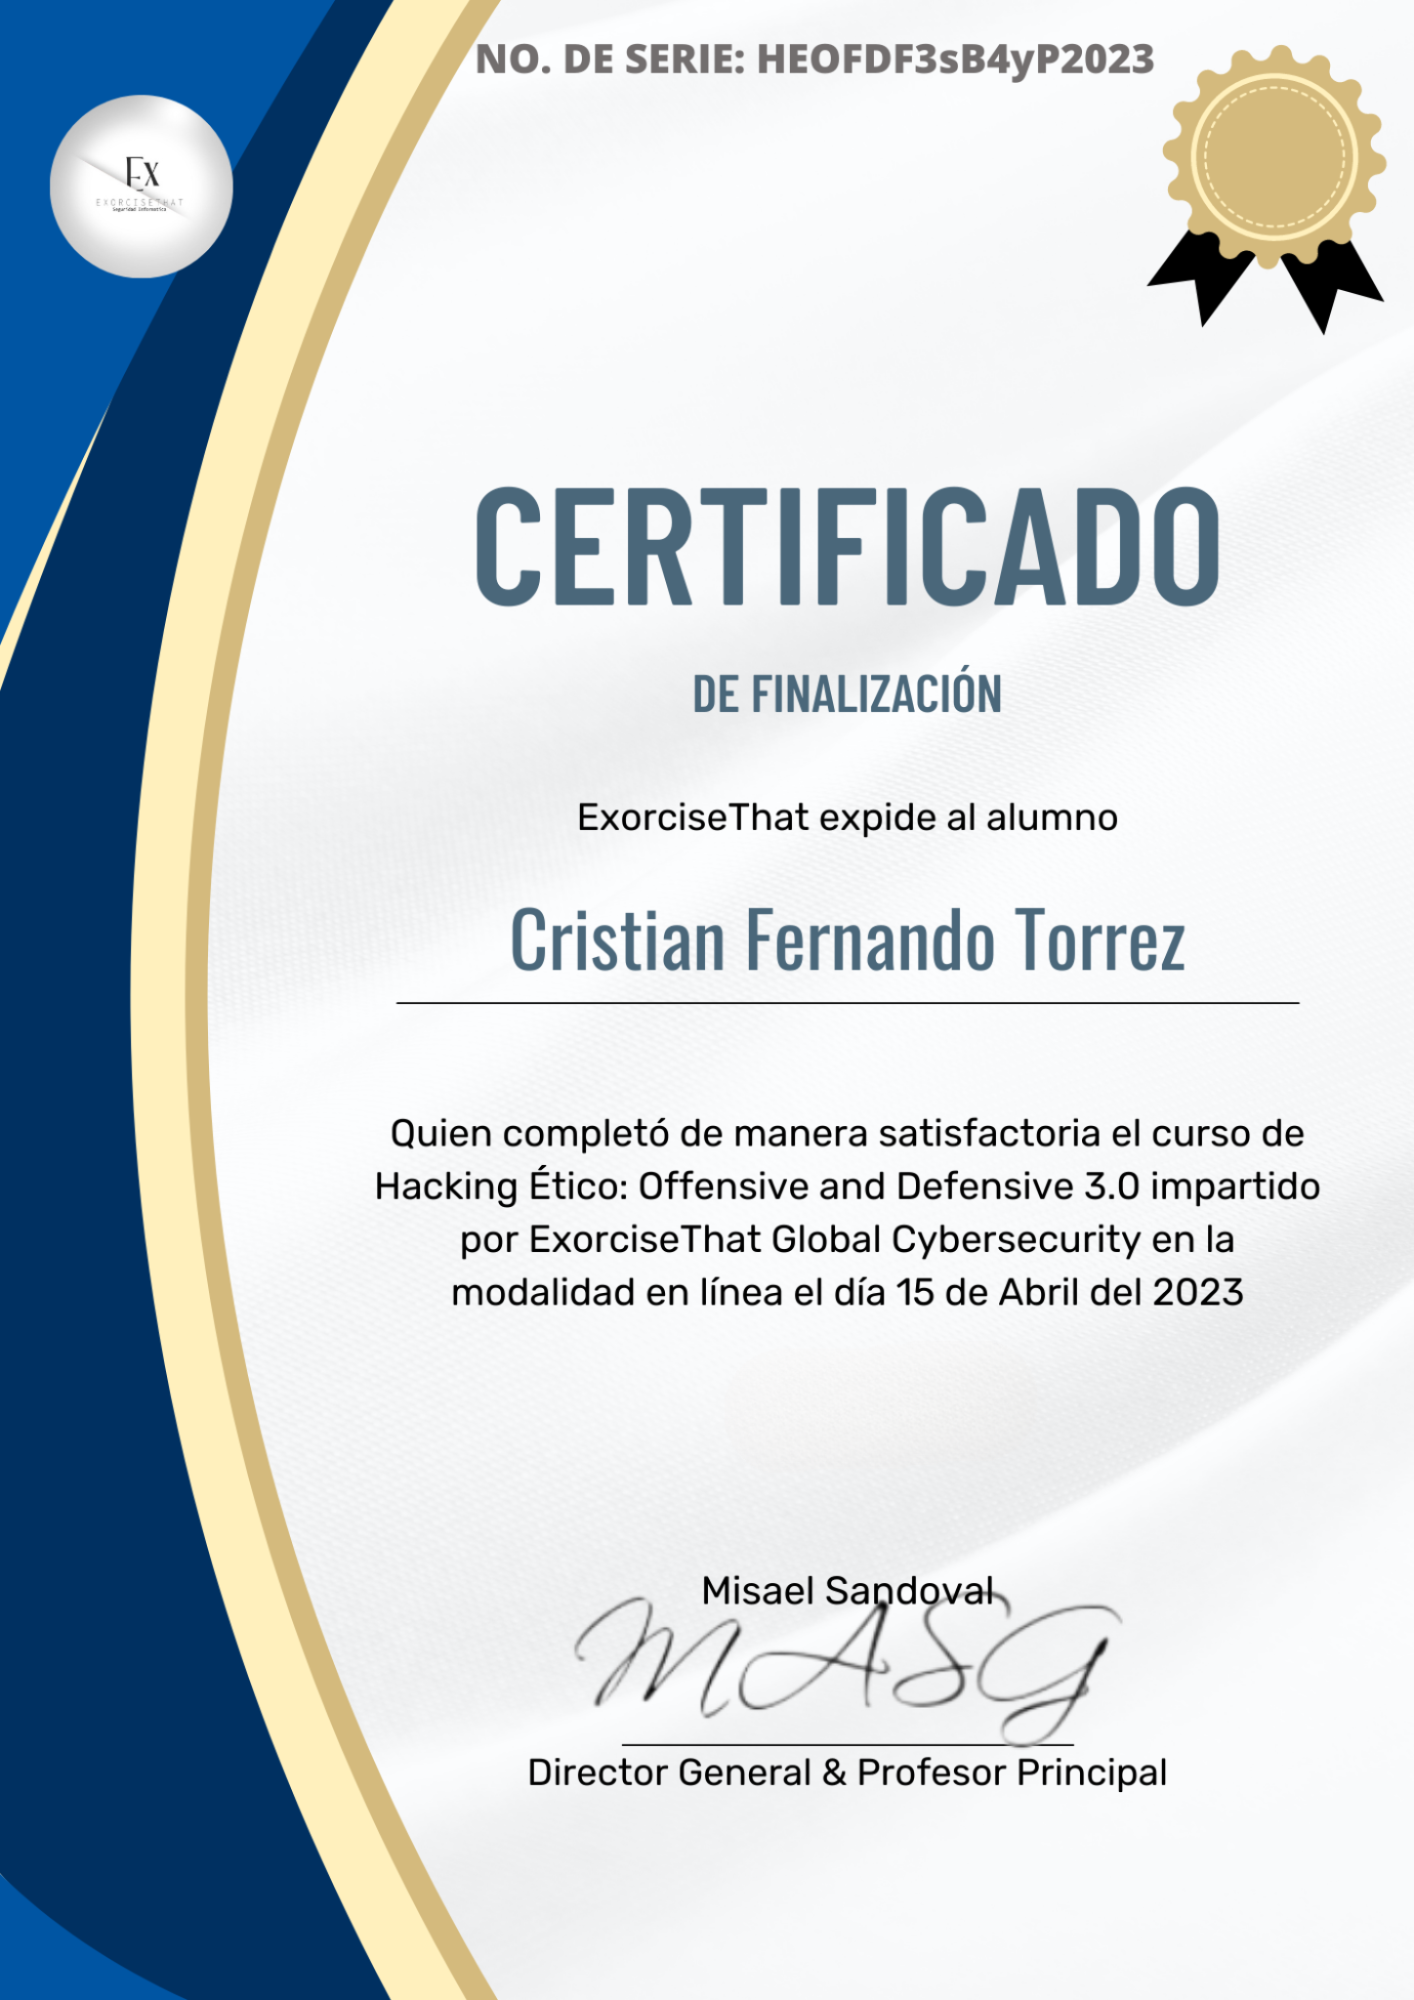 NO. DE SERIE: HEOFDF3sB4yP2023
Ex
EXORCISETHAT
Seguridad Informatica
CERTIFICADO
DE FINALIZACIÓN
ExorciseThat expide al alumno
Cristian Fernando Torrez
Quien completó de manera satisfactoria el curso de
Hacking Ético: Offensive and Defensive 3.0 impartido
por ExorciseThat Global Cybersecurity en la
modalidad en línea el día 15 de Abril del 2023
Misael Sandoval
MASG
Director General & Profesor Principal